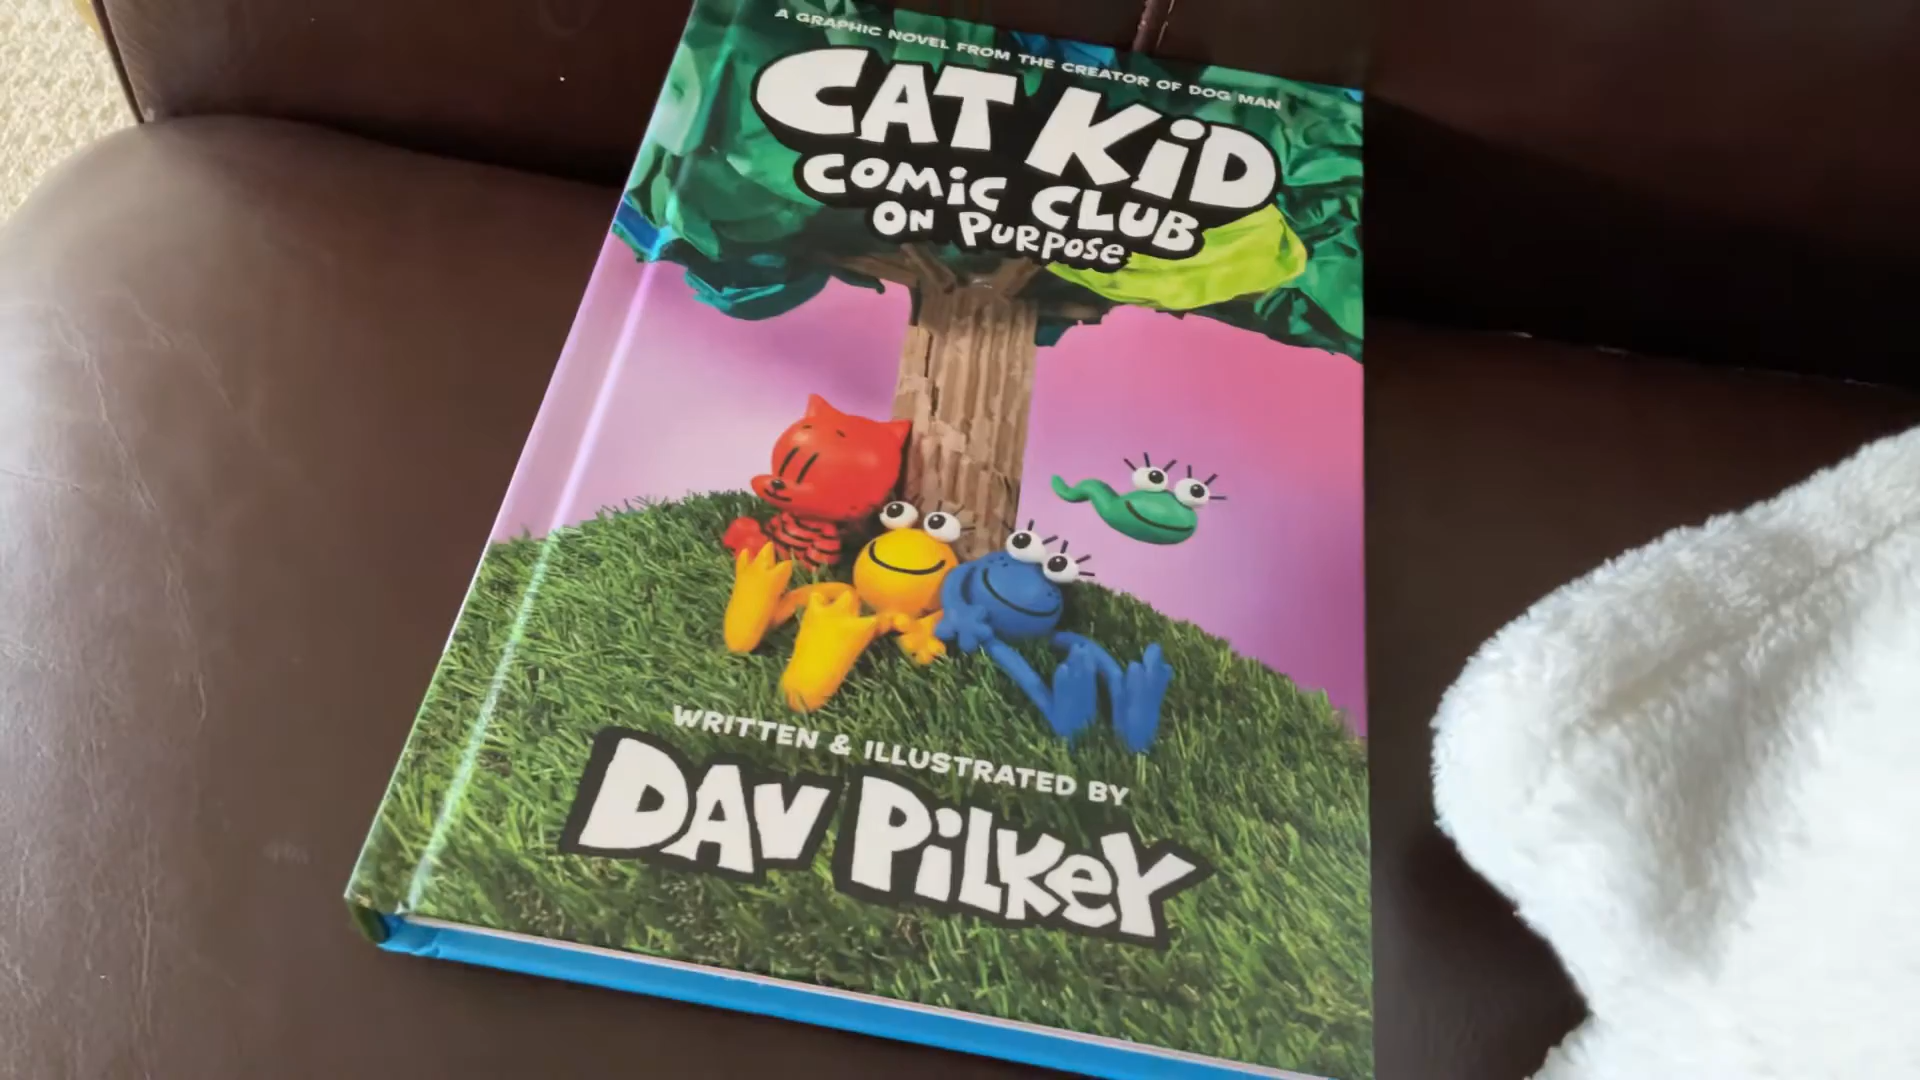 A GRAPHIC NOVEL FROM THE CREATOR OF DOG MAN
CAT KiD
COMiC CLUB
ON PURPOSe
WRITTEN & ILLUSTRATED BY
DAV PiLKeY